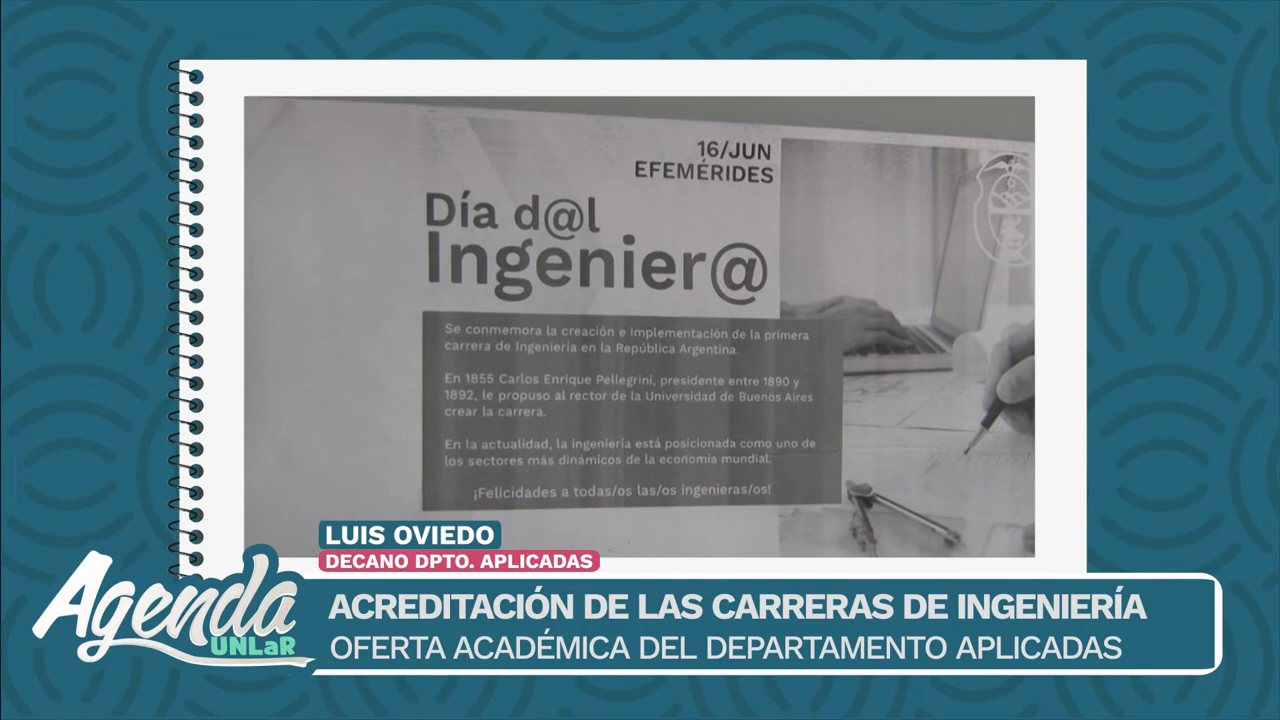 16/JUN
EFEMÉRIDES
Día d@l
Ingenier@
Se conmemora la creación e implementación de la primera
carrera de Ingeniería en la República Argentina.
En 1855 Carlos Enrique Pellegrini, presidente entre 1890 y
1892, le propuso al rector de la Universidad de Buenos Aires
crear la carrera.
En la actualidad, la ingeniería está posicionada como uno de
los sectores más dinámicos de la economía mundial.
¡Felicidades a todas/os las/os ingenieras/os!
LUIS OVIEDO
DECANO DPTO. APLICADAS
Agenda
UNLaR
ACREDITACIÓN DE LAS CARRERAS DE INGENIERÍA
OFERTA ACADÉMICA DEL DEPARTAMENTO APLICADAS